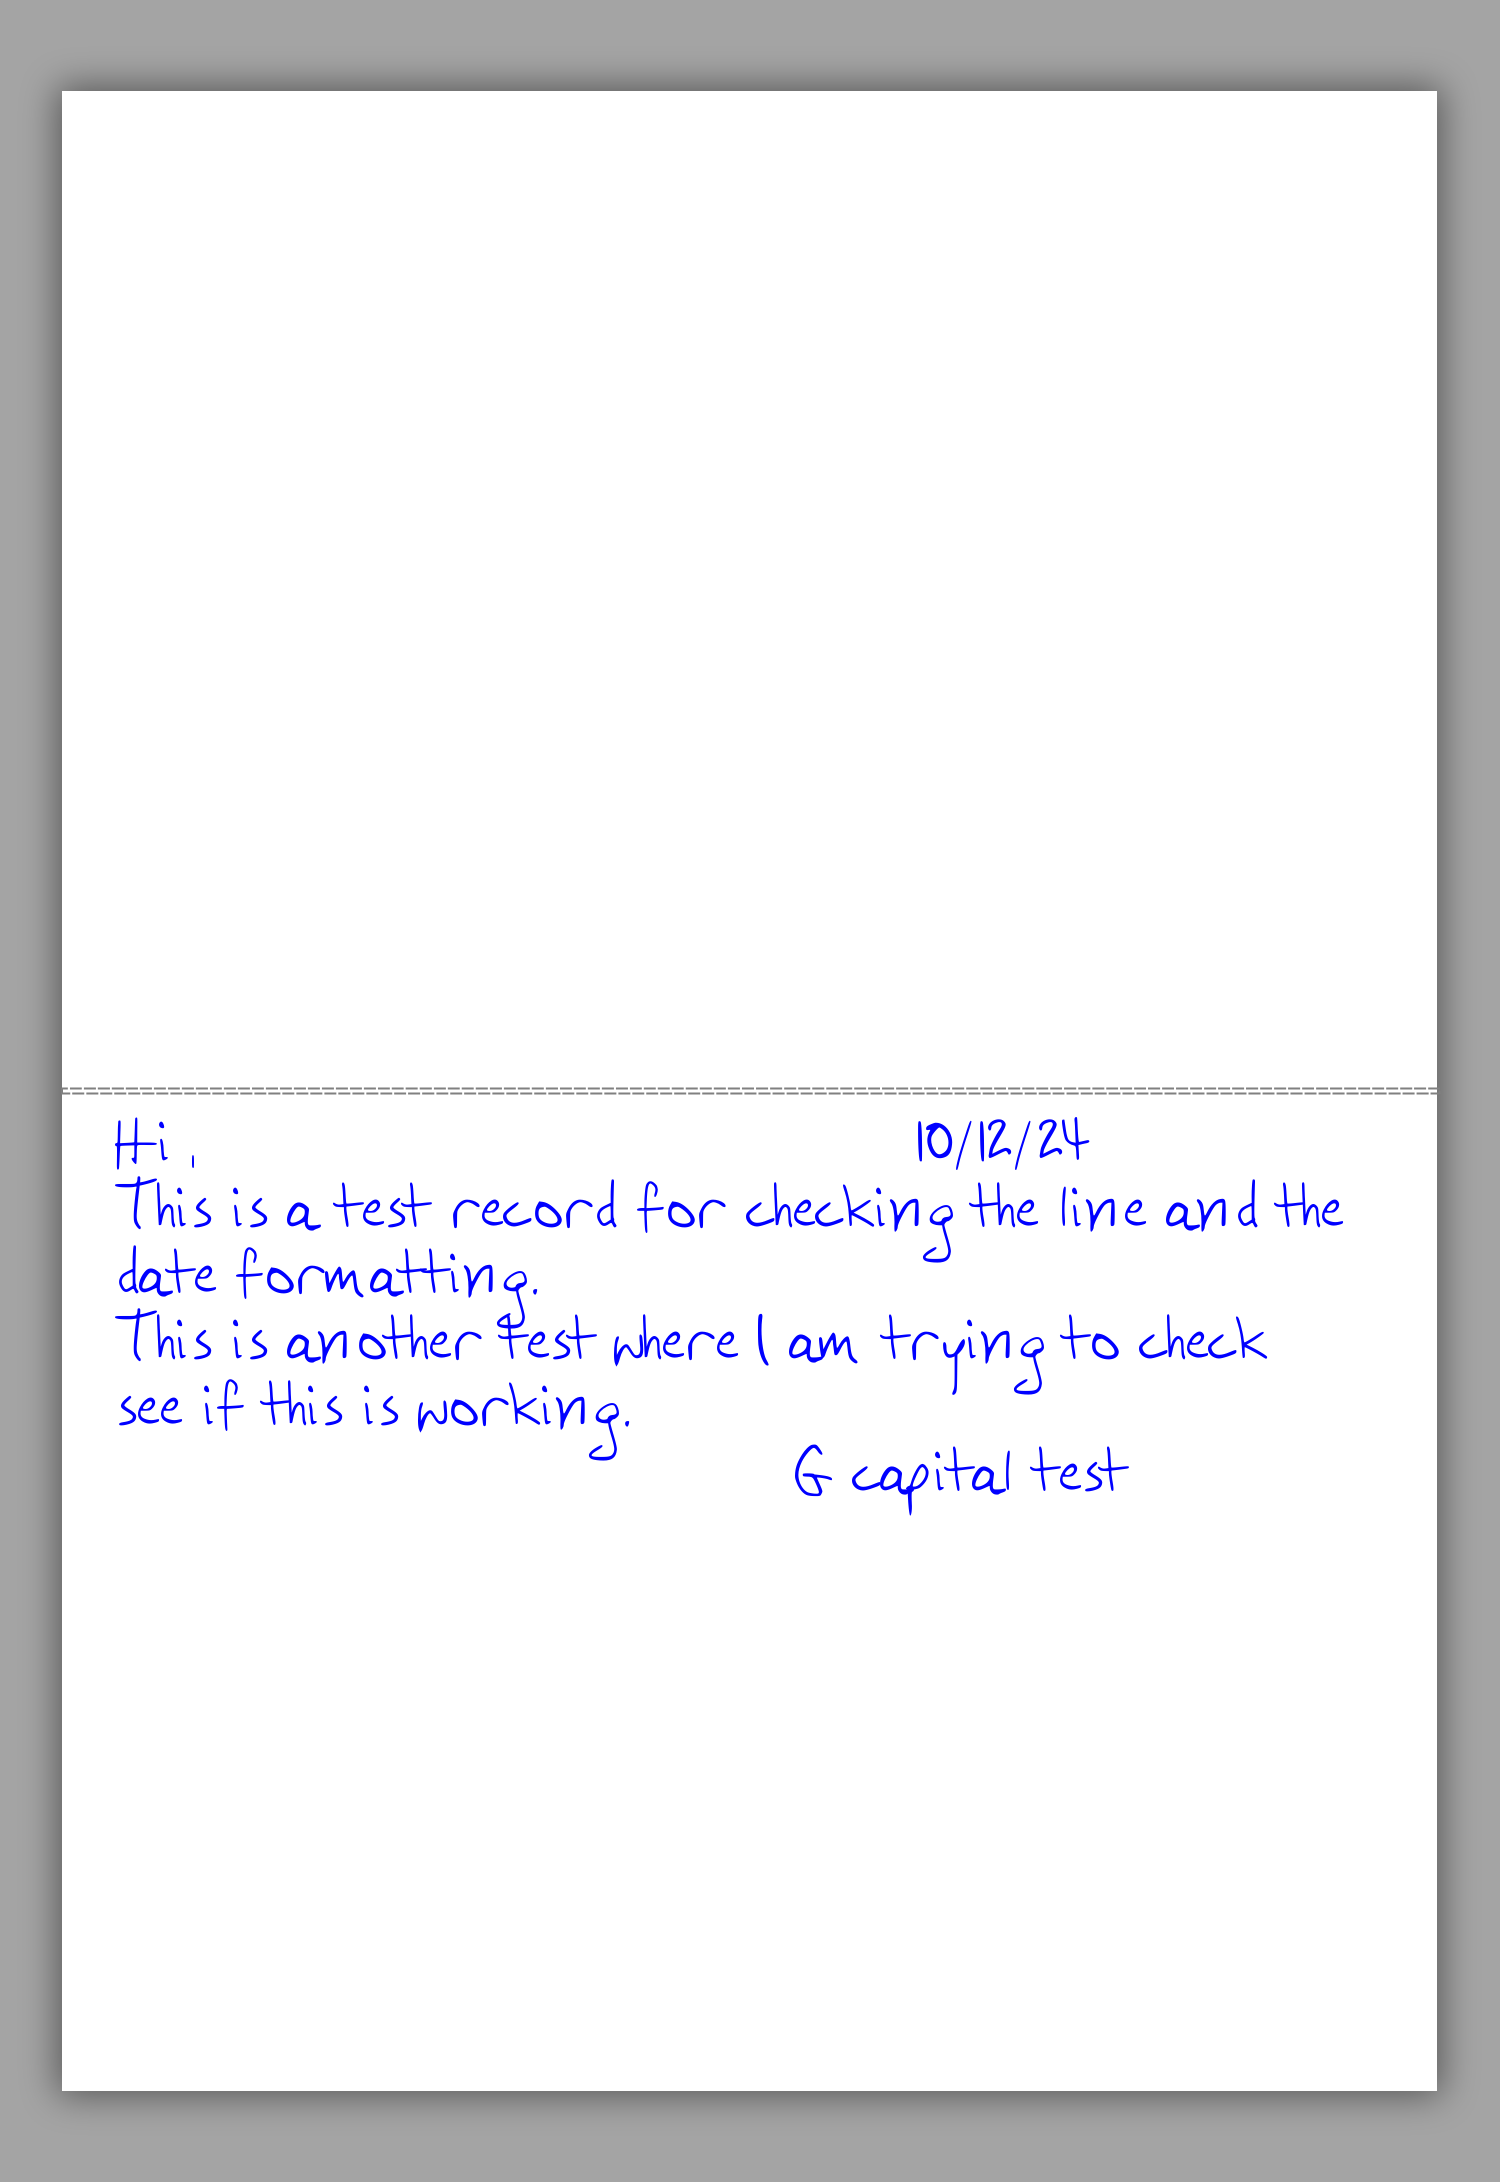 Hi, 10/12/24
This is a test record for checking the line and the
date formatting.
This is another test where I am trying to check
see if this is working.
G capital test